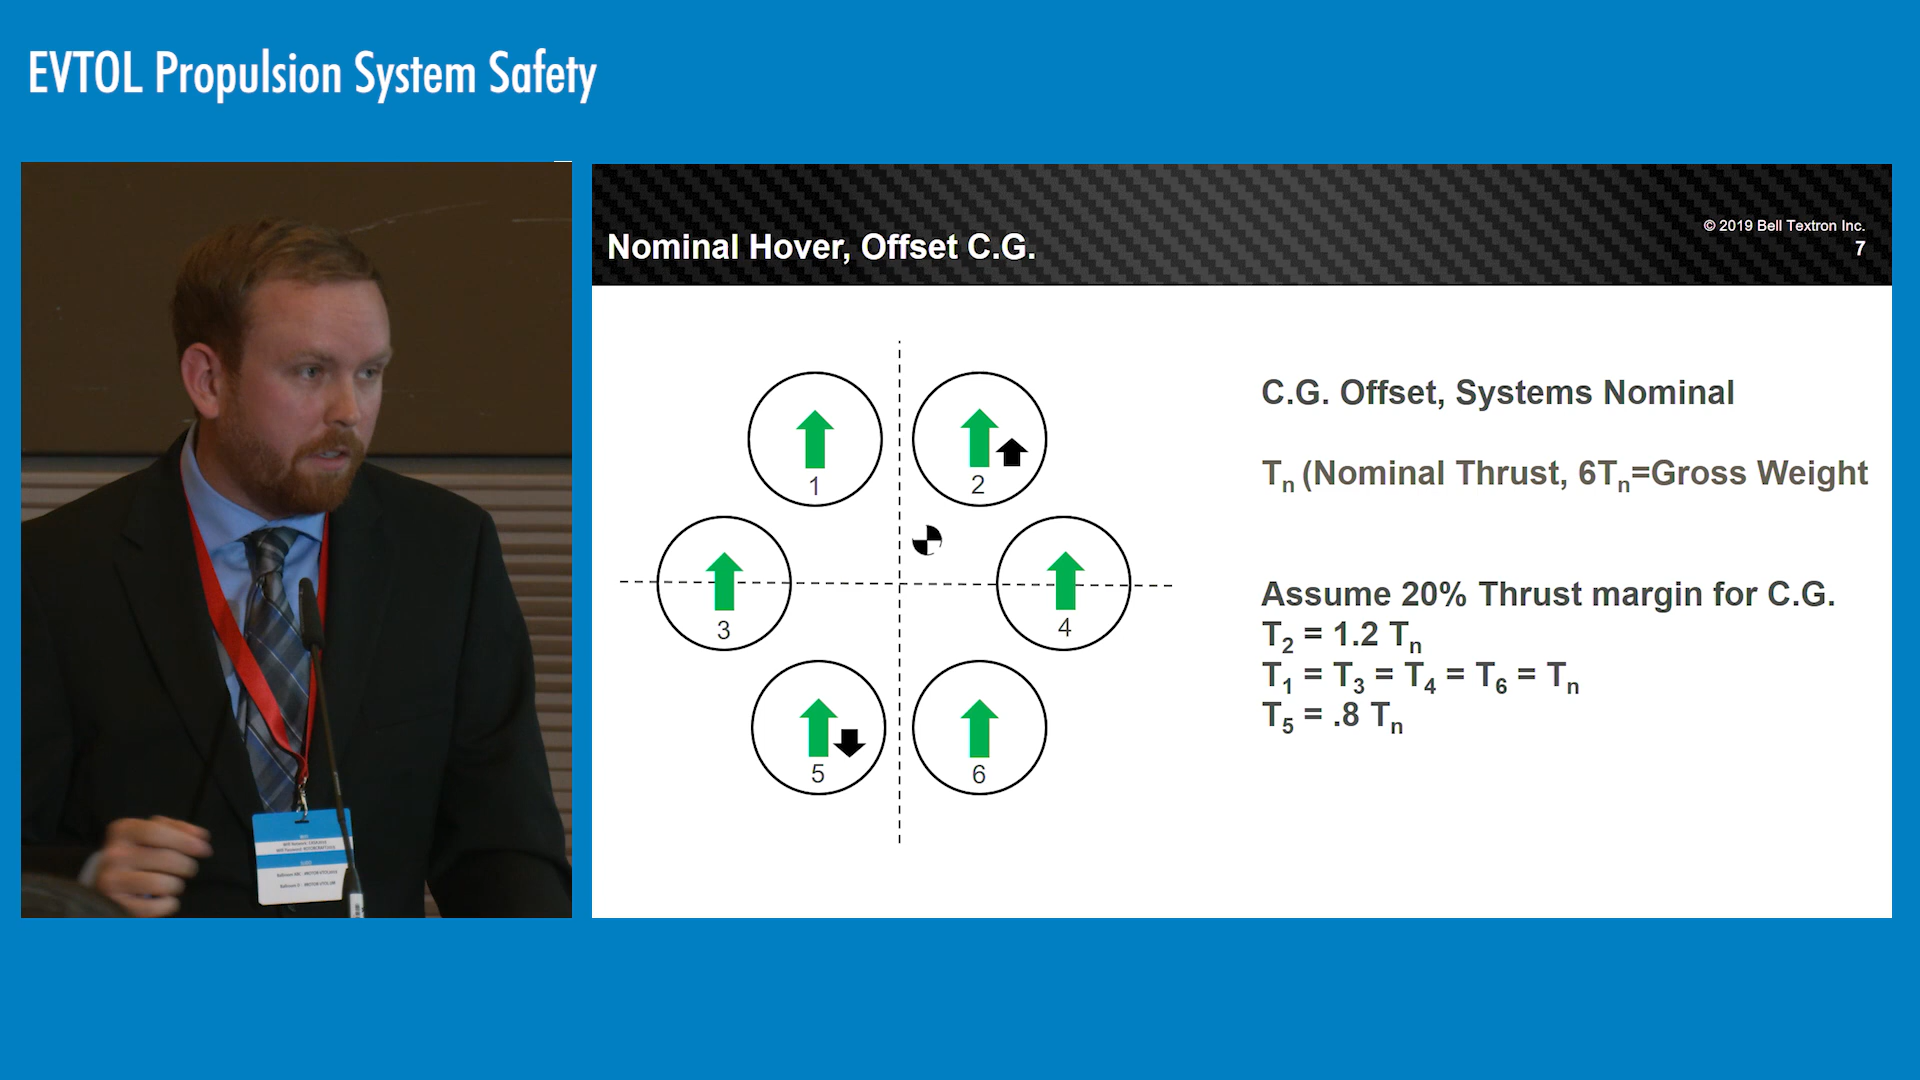 EVTOL Propulsion System Safety
© 2019 Bell Textron Inc.
7
Nominal Hover, Offset C.G.
1
2
3
4
5
6
C.G. Offset, Systems Nominal
Tn (Nominal Thrust, 6Tn=Gross Weight
Assume 20% Thrust margin for C.G.
T2 = 1.2 Tn
T1 = T3 = T4 = T6 = Tn
T5 = .8 Tn